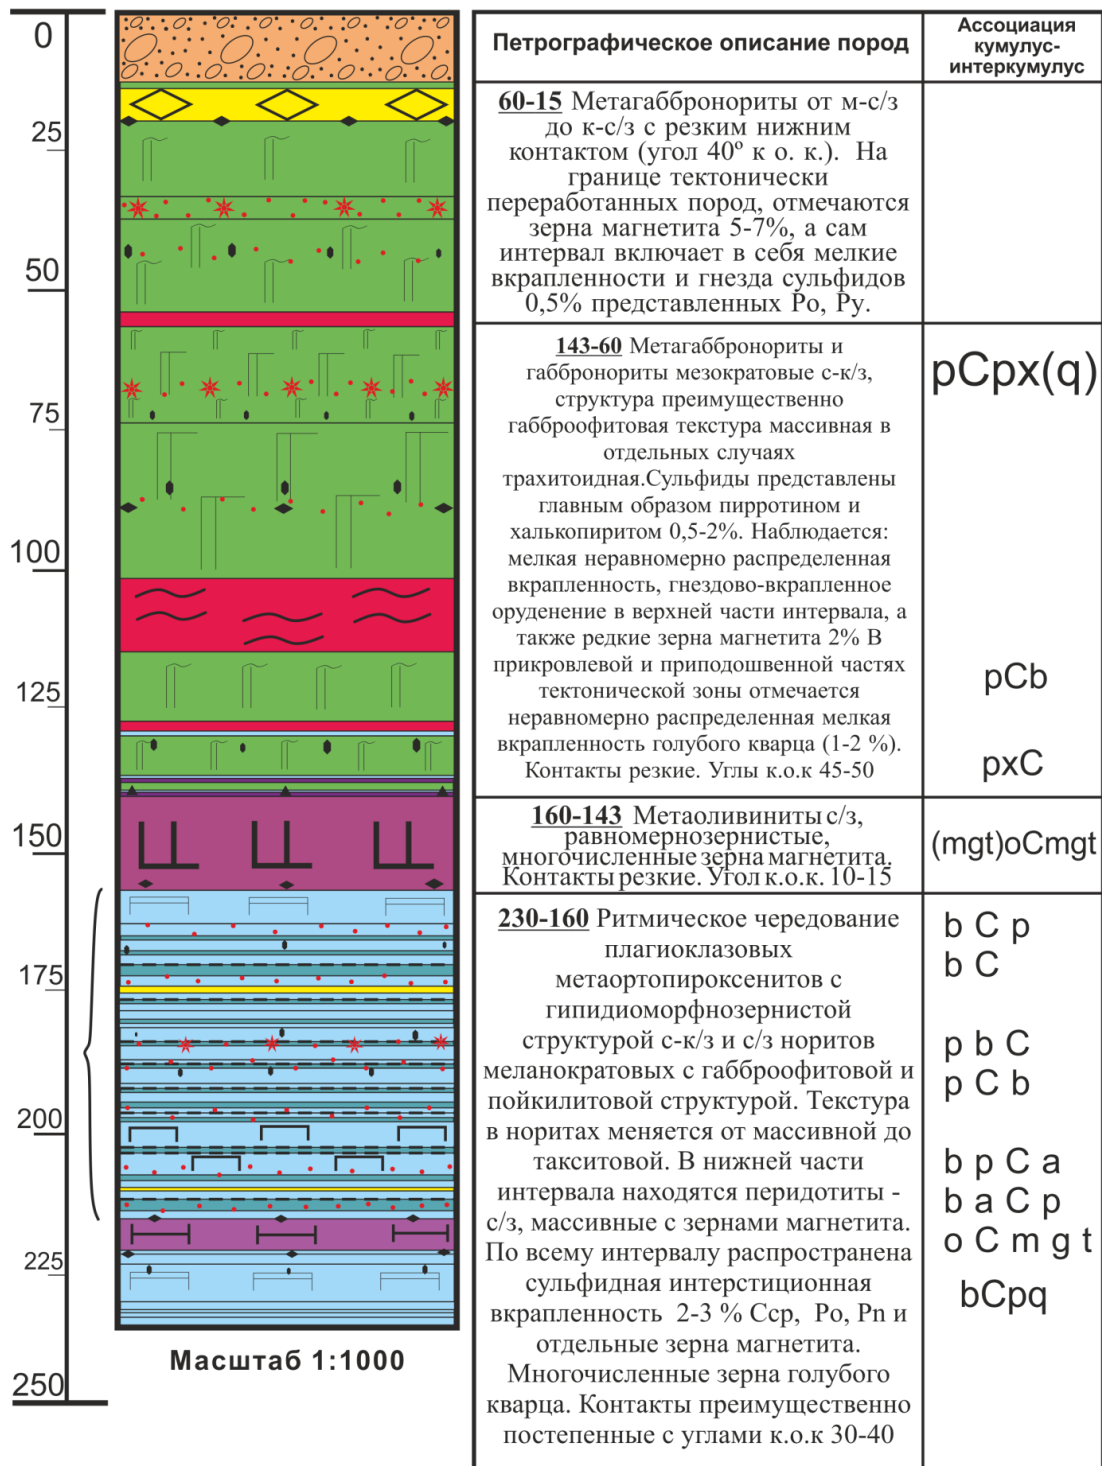 0
25
50
75
100
125
150
175
200
225
250
Масштаб 1:1000
Петрографическое описание пород
Ассоциация
кумулус-
интеркумулус
60-15 Метагаббронориты от м-с/з
до к-с/з с резким нижним
контактом (угол 40º к о. к.). На
границе тектонически
переработанных пород, отмечаются
зерна магнетита 5-7%, а сам
интервал включает в себя мелкие
вкрапленности и гнезда сульфидов
0,5% представленных Po, Py.
143-60 Метагаббронориты и
габбронориты мезократовые с-к/з,
структура преимущественно
габброофитовая текстура массивная в
отдельных случаях
трахитоидная.Сульфиды представлены
главным образом пирротином и
халькопиритом 0,5-2%. Наблюдается:
мелкая неравномерно распределенная
вкрапленность, гнездово-вкрапленное
оруденение в верхней части интервала, а
также редкие зерна магнетита 2% В
прикровлевой и приподошвенной частях
тектонической зоны отмечается
неравномерно распределенная мелкая
вкрапленность голубого кварца (1-2 %).
Контакты резкие. Углы к.о.к 45-50
pCpx(q)
pCb
pxC
160-143 Метаоливиниты с/з,
равномернозернистые,
многочисленные зерна магнетита.
Контакты резкие. Угол к.о.к. 10-15
(mgt)oCmgt
230-160 Ритмическое чередование
плагиоклазовых
метаортопироксенитов с
гипидиоморфнозернистой
структурой с-к/з и с/з норитов
меланократовых с габброофитовой и
пойкилитовой структурой. Текстура
в норитах меняется от массивной до
такситовой. В нижней части
интервала находятся перидотиты -
с/з, массивные с зернами магнетита.
По всему интервалу распространена
сульфидная интерстиционная
вкрапленность 2-3 % Ccp, Po, Pn и
отдельные зерна магнетита.
Многочисленные зерна голубого
кварца. Контакты преимущественно
постепенные с углами к.о.к 30-40
b C p
b C
p b C
p C b
b p C a
b a C p
o C m g t
bCpq